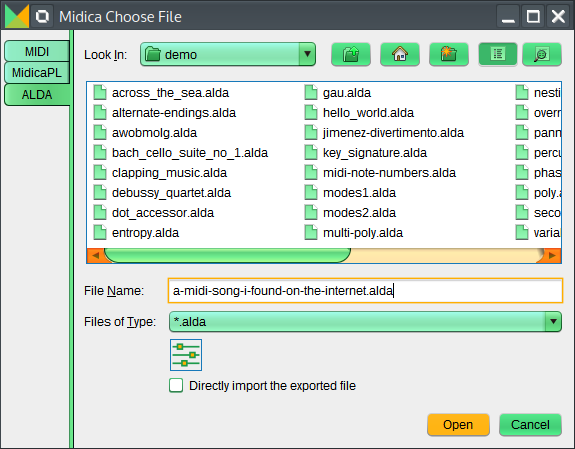 Midica Choose File
MIDI
MidicaPL
ALDA
Look In: demo
across_the_sea.alda gau.alda nesti
alternate-endings.alda hello_world.alda overr
awobmolg.alda jimenez-divertimento.alda pann
bach_cello_suite_no_1.alda key_signature.alda percu
clapping_music.alda midi-note-numbers.alda phas
debussy_quartet.alda modes1.alda poly.a
dot_accessor.alda modes2.alda seco
entropy.alda multi-poly.alda varial
File Name: a-midi-song-i-found-on-the-internet.alda
Files of Type: *.alda
Directly import the exported file
Open Cancel